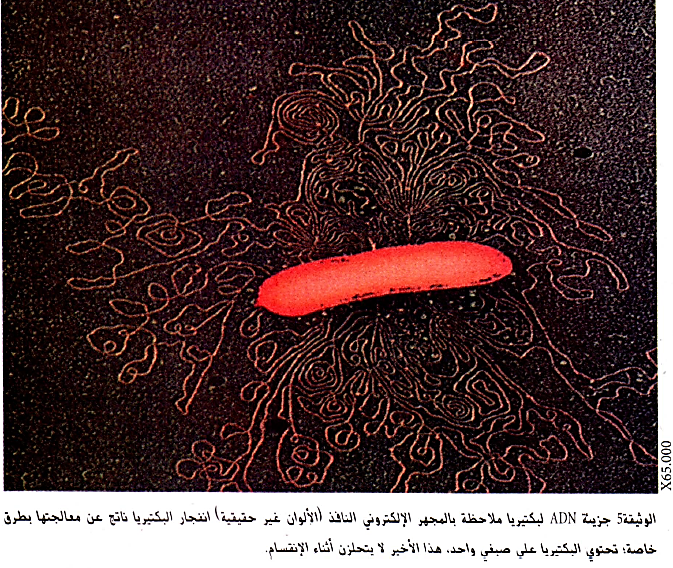 X65.000
الوثيقة5 جزيئة ADN لبكتيريا ملاحظة بالمجهر الإلكتروني النافذ (الألوان غير حقيقية) انفجار البكتيريا ناتج عن معالجتها بطرق
خاصة؛ تحتوي البكتيريا علي صبغي واحد، هذا الأخير لا يتحلزن أثناء الإنقسام.